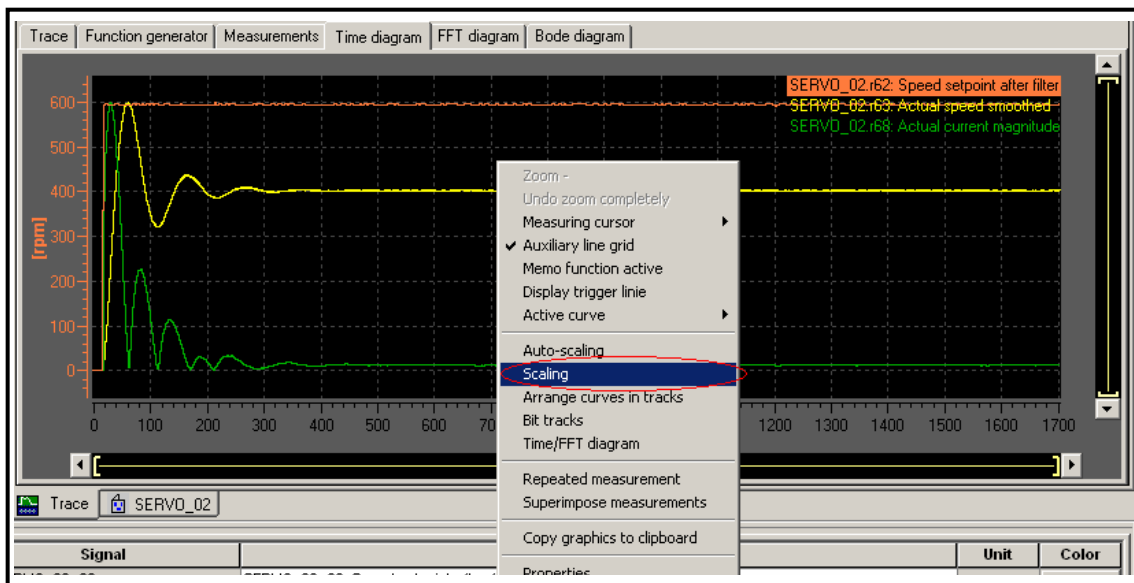 Trace Function generator Measurements Time diagram FFT diagram Bode diagram
SERVO_02.r62: Speed setpoint after filter
SERVO_02.r63: Actual speed smoothed
SERVO_02.r68: Actual current magnitude
600
500
400
300
200
100
0
[rpm]
Zoom -
Undo zoom completely
Measuring cursor
Auxiliary line grid
Memo function active
Display trigger linie
Active curve
Auto-scaling
Scaling
Arrange curves in tracks
Bit tracks
Time/FFT diagram
Repeated measurement
Superimpose measurements
Copy graphics to clipboard
Properties
0 100 200 300 400 500 600 1200 1300 1400 1500 1600 1700
Trace SERVO_02
Signal Unit Color